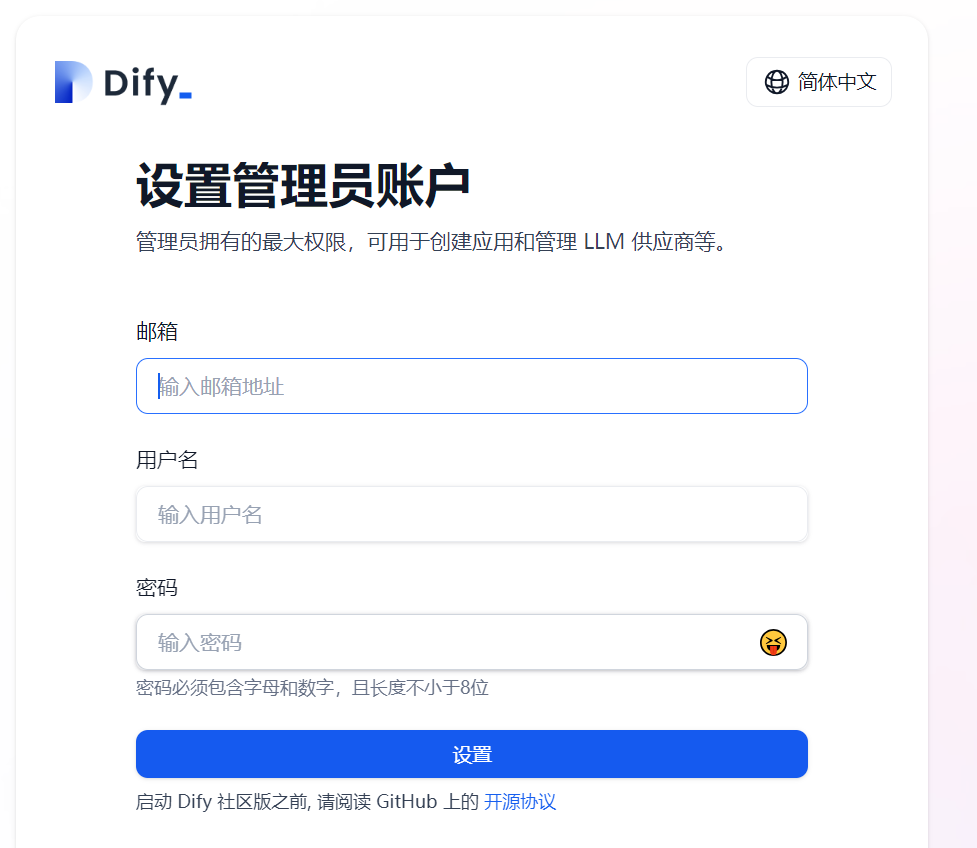 Dify_
简体中文
设置管理员账户
管理员拥有的最大权限，可用于创建应用和管理 LLM 供应商等。
邮箱
输入邮箱地址
用户名
输入用户名
密码
输入密码
密码必须包含字母和数字，且长度不小于8位
设置
启动 Dify 社区版之前, 请阅读 GitHub 上的 开源协议